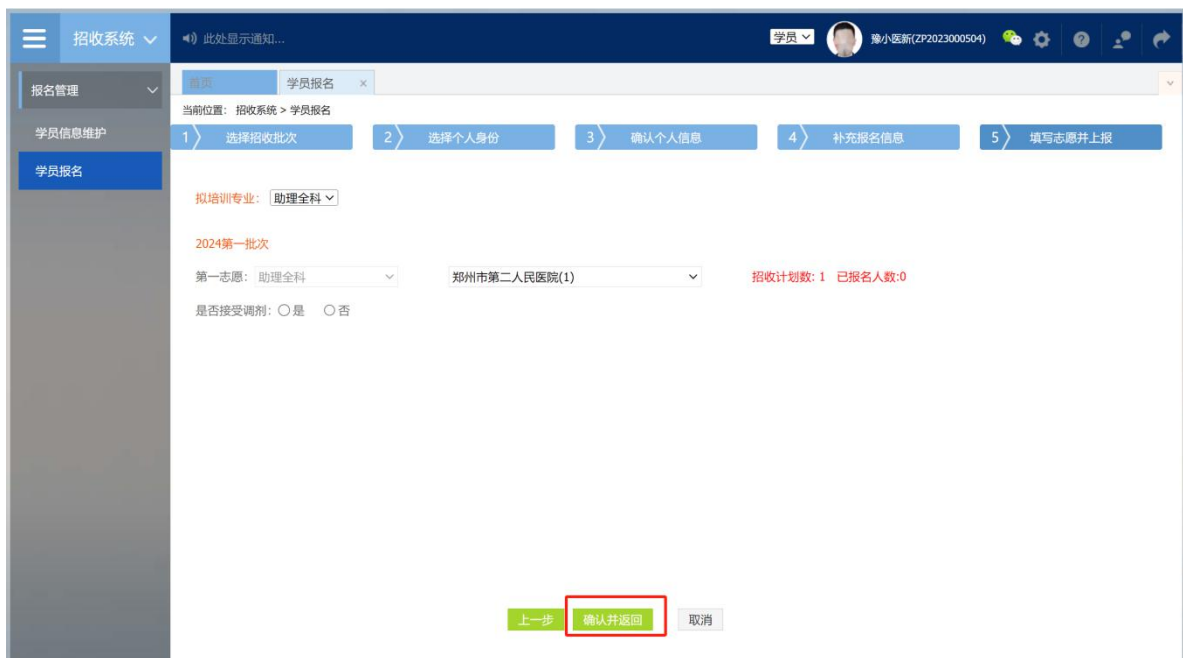 招收系统 此处显示通知... 学员 豫小医新(ZP2023000504)
报名管理 首页 学员报名 ×
当前位置： 招收系统 > 学员报名
学员信息维护 1 选择招收批次 2 选择个人身份 3 确认个人信息 4 补充报名信息 5 填写志愿并上报
学员报名
拟培训专业： 助理全科
2024第一批次
第一志愿： 助理全科 郑州市第二人民医院(1) 招收计划数: 1 已报名人数:0
是否接受调剂: 是 否
上一步 确认并返回 取消